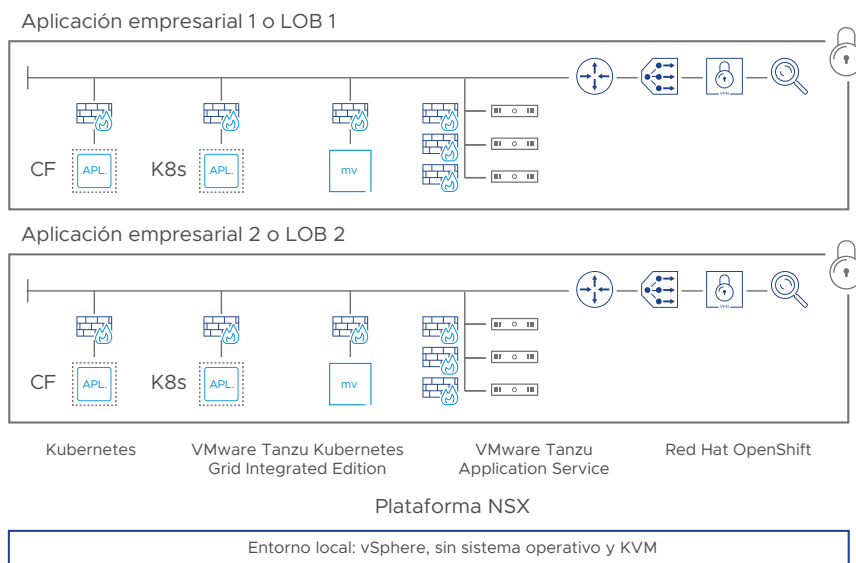 Aplicación empresarial 1 o LOB 1
CF
APL.
K8s
APL.
mv
VPN
Aplicación empresarial 2 o LOB 2
CF
APL.
K8s
APL.
mv
VPN
Kubernetes
VMware Tanzu Kubernetes
Grid Integrated Edition
VMware Tanzu
Application Service
Red Hat OpenShift
Plataforma NSX
Entorno local: vSphere, sin sistema operativo y KVM